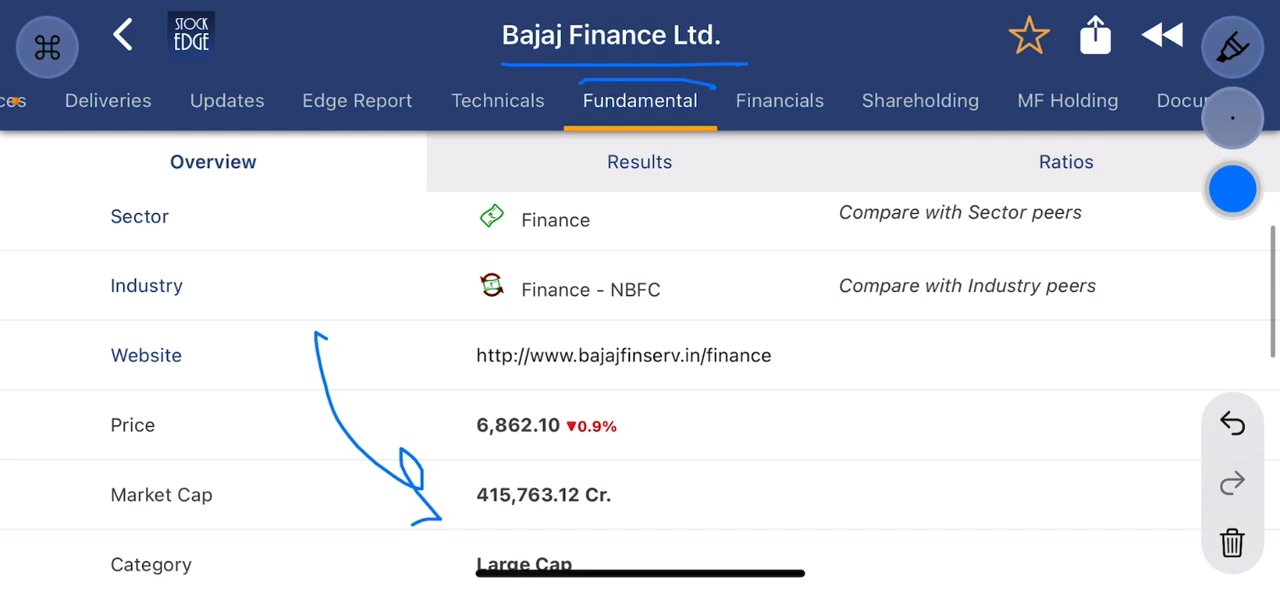 STOCK
EDGE
Bajaj Finance Ltd.
ces Deliveries Updates Edge Report Technicals Fundamental Financials Shareholding MF Holding Docu
Overview Results Ratios
Sector Finance Compare with Sector peers
Industry Finance - NBFC Compare with Industry peers
Website http://www.bajajfinserv.in/finance
Price 6,862.10 ▼0.9%
Market Cap 415,763.12 Cr.
Category Large Cap